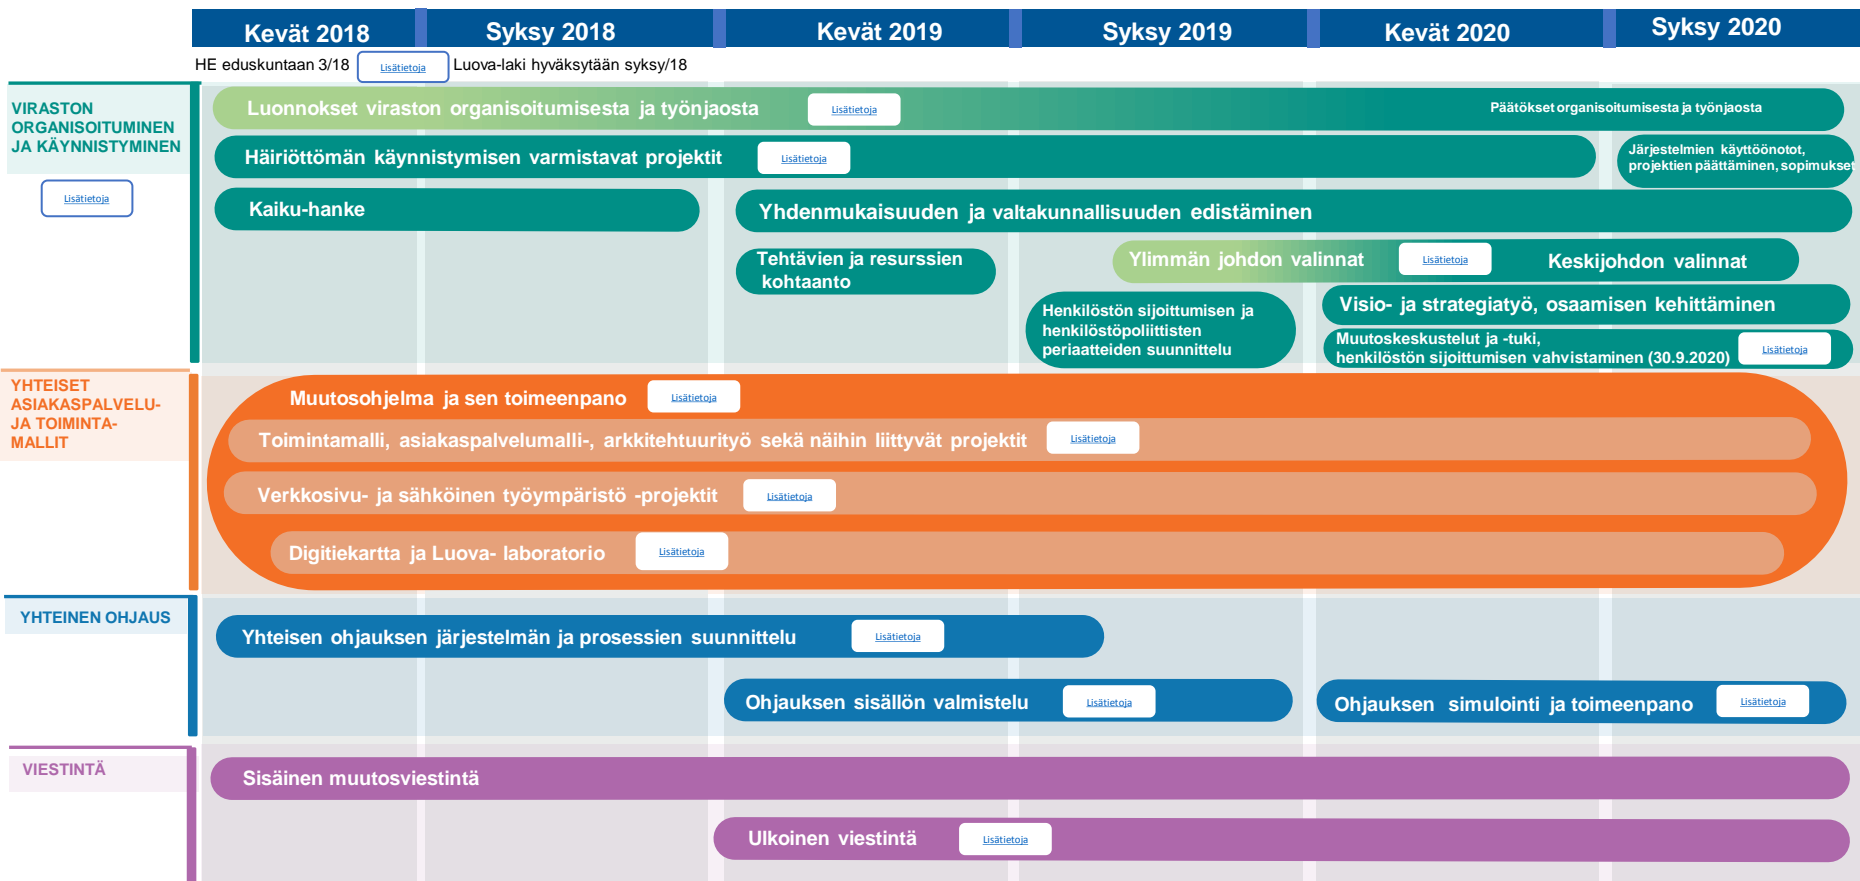 Kevät 2018
Syksy 2018
Kevät 2019
Syksy 2019
Kevät 2020
Syksy 2020
HE eduskuntaan 3/18
Lisätietoja
Luova-laki hyväksytään syksy/18
VIRASTON
ORGANISOITUMINEN
JA KÄYNNISTYMINEN
Lisätietoja
Luonnokset viraston organisoitumisesta ja työnjaosta
Lisätietoja
Päätökset organisoitumisesta ja työnjaosta
Häiriöttömän käynnistymisen varmistavat projektit
Lisätietoja
Järjestelmien käyttöönotot,
projektien päättäminen, sopimukset
Kaiku-hanke
Yhdenmukaisuuden ja valtakunnallisuuden edistäminen
Tehtävien ja resurssien
kohtaanto
Ylimmän johdon valinnat
Lisätietoja
Keskijohdon valinnat
Henkilöstön sijoittumisen ja
henkilöstöpoliittisten
periaatteiden suunnittelu
Visio- ja strategiatyö, osaamisen kehittäminen
Muutoskeskustelut ja -tuki,
henkilöstön sijoittumisen vahvistaminen (30.9.2020)
Lisätietoja
YHTEISET
ASIAKASPALVELU-
JA TOIMINTA-
MALLIT
Muutosohjelma ja sen toimeenpano
Lisätietoja
Toimintamalli, asiakaspalvelumalli-, arkkitehtuurityö sekä näihin liittyvät projektit
Lisätietoja
Verkkosivu- ja sähköinen työympäristö -projektit
Lisätietoja
Digitiekartta ja Luova- laboratorio
Lisätietoja
YHTEINEN OHJAUS
Yhteisen ohjauksen järjestelmän ja prosessien suunnittelu
Lisätietoja
Ohjauksen sisällön valmistelu
Lisätietoja
Ohjauksen simulointi ja toimeenpano
Lisätietoja
VIESTINTÄ
Sisäinen muutosviestintä
Ulkoinen viestintä
Lisätietoja